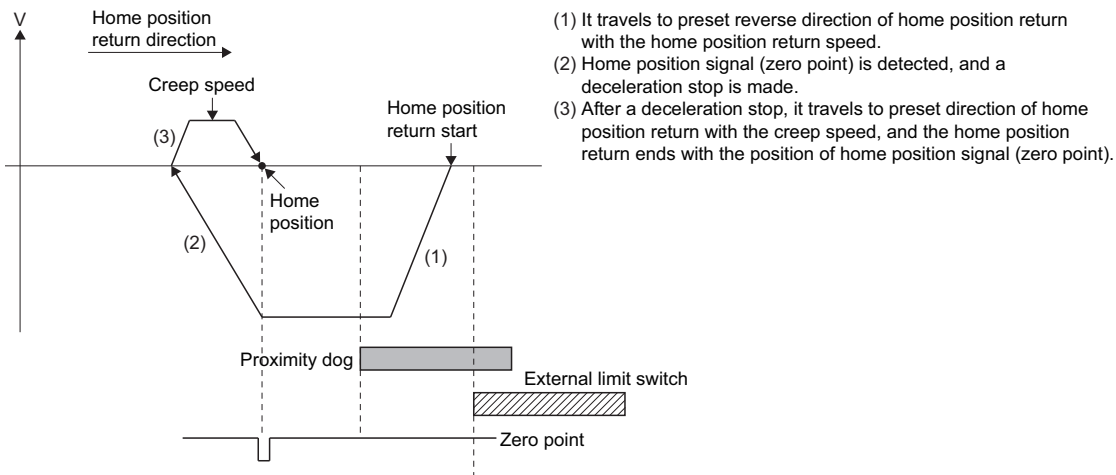 V
Home position
return direction
Creep speed
(3)
Home position
return start
Home
position
(2)
(1)
Proximity dog
External limit switch
Zero point
(1) It travels to preset reverse direction of home position return
with the home position return speed.
(2) Home position signal (zero point) is detected, and a
deceleration stop is made.
(3) After a deceleration stop, it travels to preset direction of home
position return with the creep speed, and the home position
return ends with the position of home position signal (zero point).